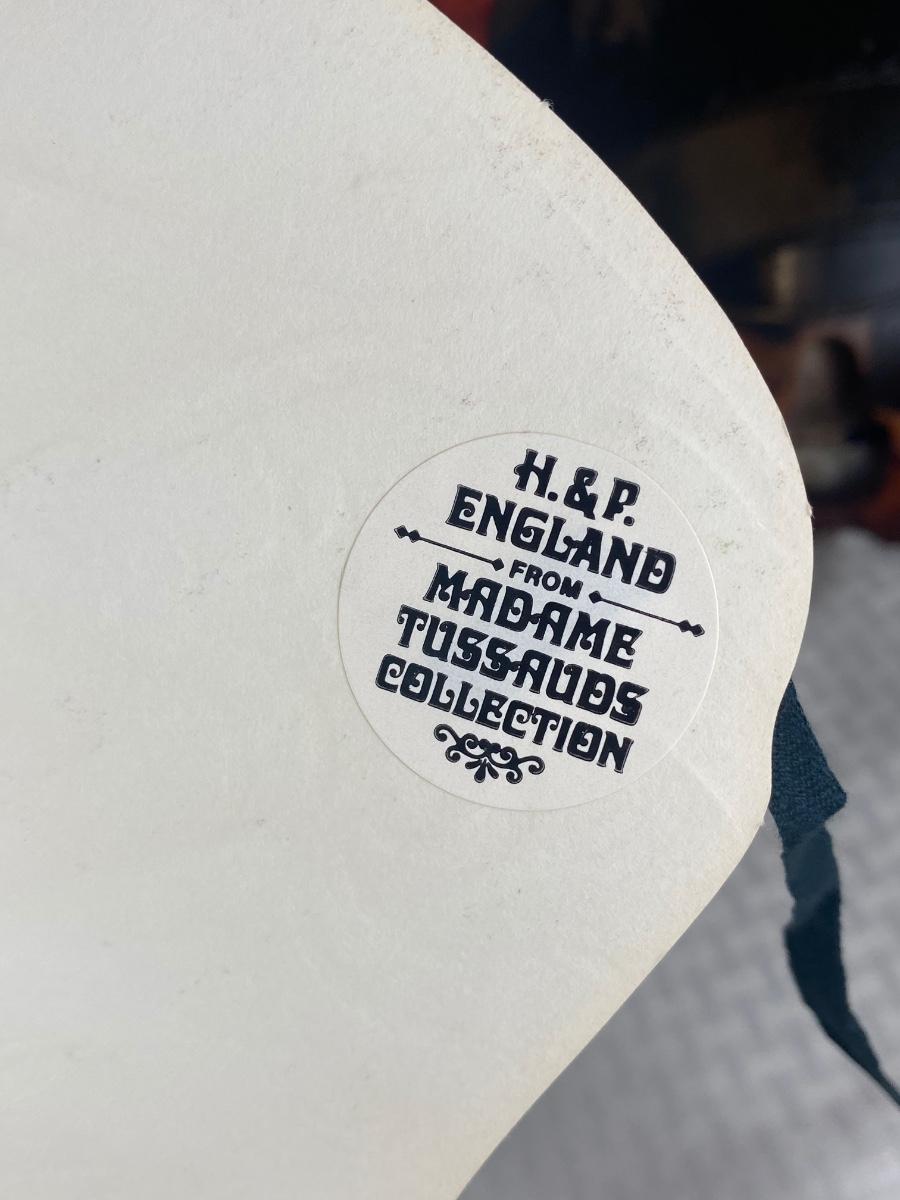 H. & P.
ENGLAND
FROM
MADAME
TUSSAUDS
COLLECTION